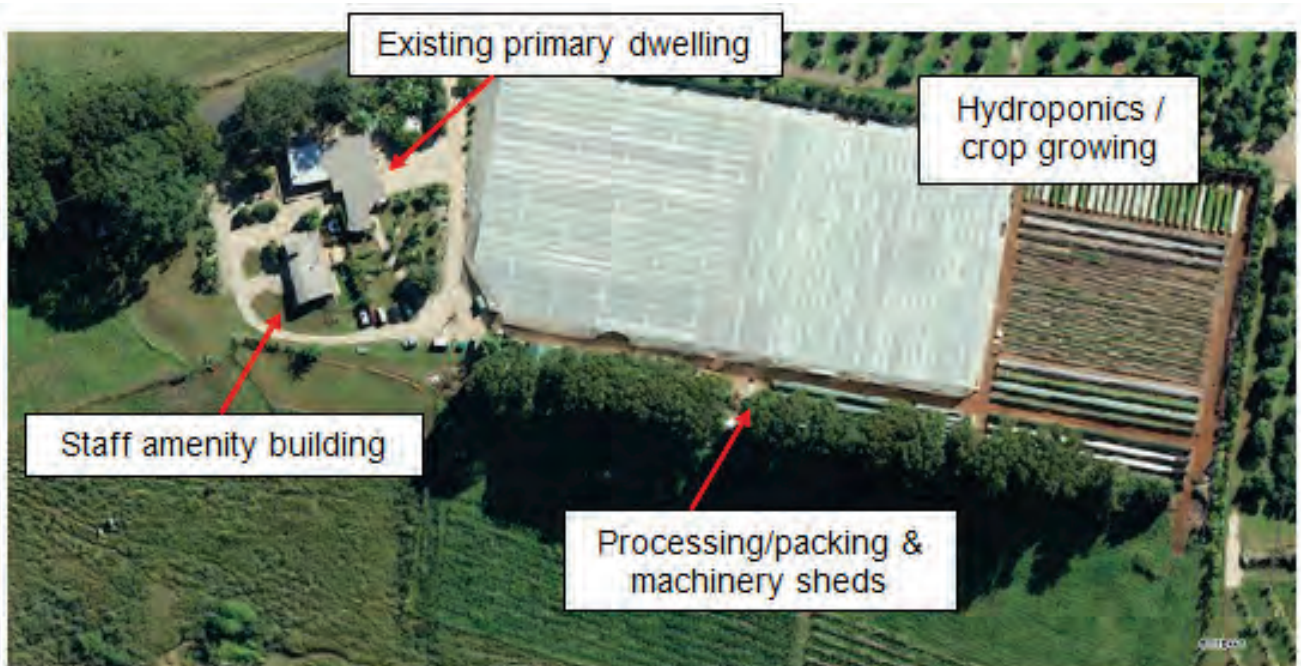 Existing primary dwelling
Hydroponics /
crop growing
Staff amenity building
Processing/packing &
machinery sheds